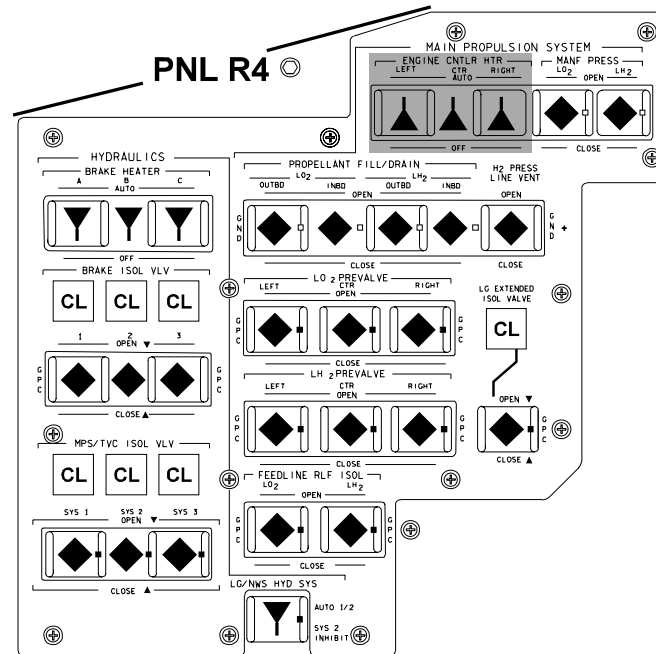 PNL R4
MAIN PROPULSION SYSTEM
ENGINE CNTLR HTR
LEFT CTR RIGHT
AUTO
OFF
MANF PRESS
LO2 LH2
OPEN
CLOSE
HYDRAULICS
BRAKE HEATER
A B C
AUTO
OFF
BRAKE ISOL VLV
CL CL CL
1 2 3
OPEN ▼
GPC GPC
CLOSE ▲
MPS/TVC ISOL VLV
CL CL CL
SYS 1 SYS 2 SYS 3
OPEN ▼
CLOSE ▲
PROPELLANT FILL/DRAIN
LO2 LH2
OUTBD INBD OUTBD INBD
OPEN
GND
CLOSE CLOSE
H2 PRESS
LINE VENT
OPEN
GND +
CLOSE
LO2 PREVALVE
LEFT CTR RIGHT
OPEN
GPC GPC
CLOSE
LH2 PREVALVE
LEFT CTR RIGHT
OPEN
GPC GPC
CLOSE
FEEDLINE RLF ISOL
LO2 LH2
OPEN
GPC GPC
CLOSE
LG EXTENDED
ISOL VALVE
CL
OPEN ▼
GPC
CLOSE ▲
LG/NWS HYD SYS
AUTO 1/2
SYS 2
INHIBIT